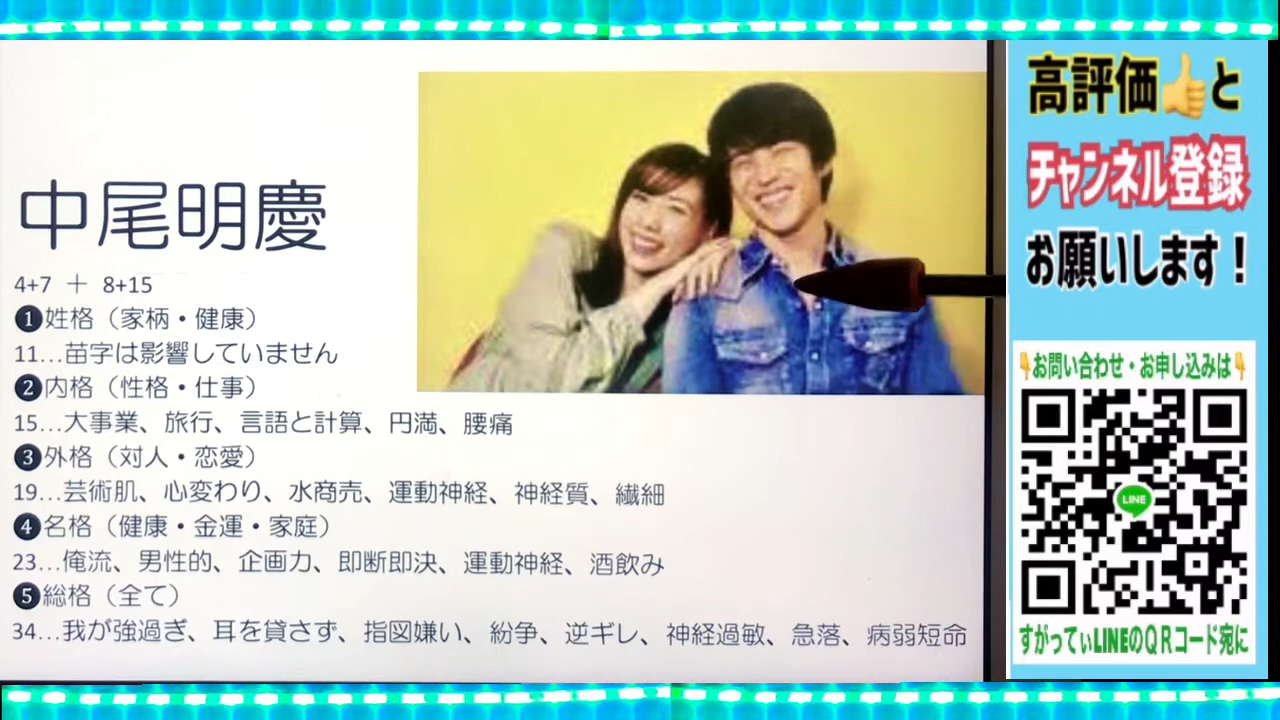 中尾明慶
4+7 ＋ 8+15
❶姓格（家柄・健康）
11…苗字は影響していません
❷内格（性格・仕事）
15…大事業、旅行、言語と計算、円満、腰痛
❸外格（対人・恋愛）
19…芸術肌、心変わり、水商売、運動神経、神経質、繊細
❹名格（健康・金運・家庭）
23…俺流、男性的、企画力、即断即決、運動神経、酒飲み
❺総格（全て）
34…我が強過ぎ、耳を貸さず、指図嫌い、紛争、逆ギレ、神経過敏、急落、病弱短命
高評価👍と
チャンネル登録
お願いします！
👇お問い合わせ・お申し込みは👇
LINE
すがってぃLINEのQRコード宛に